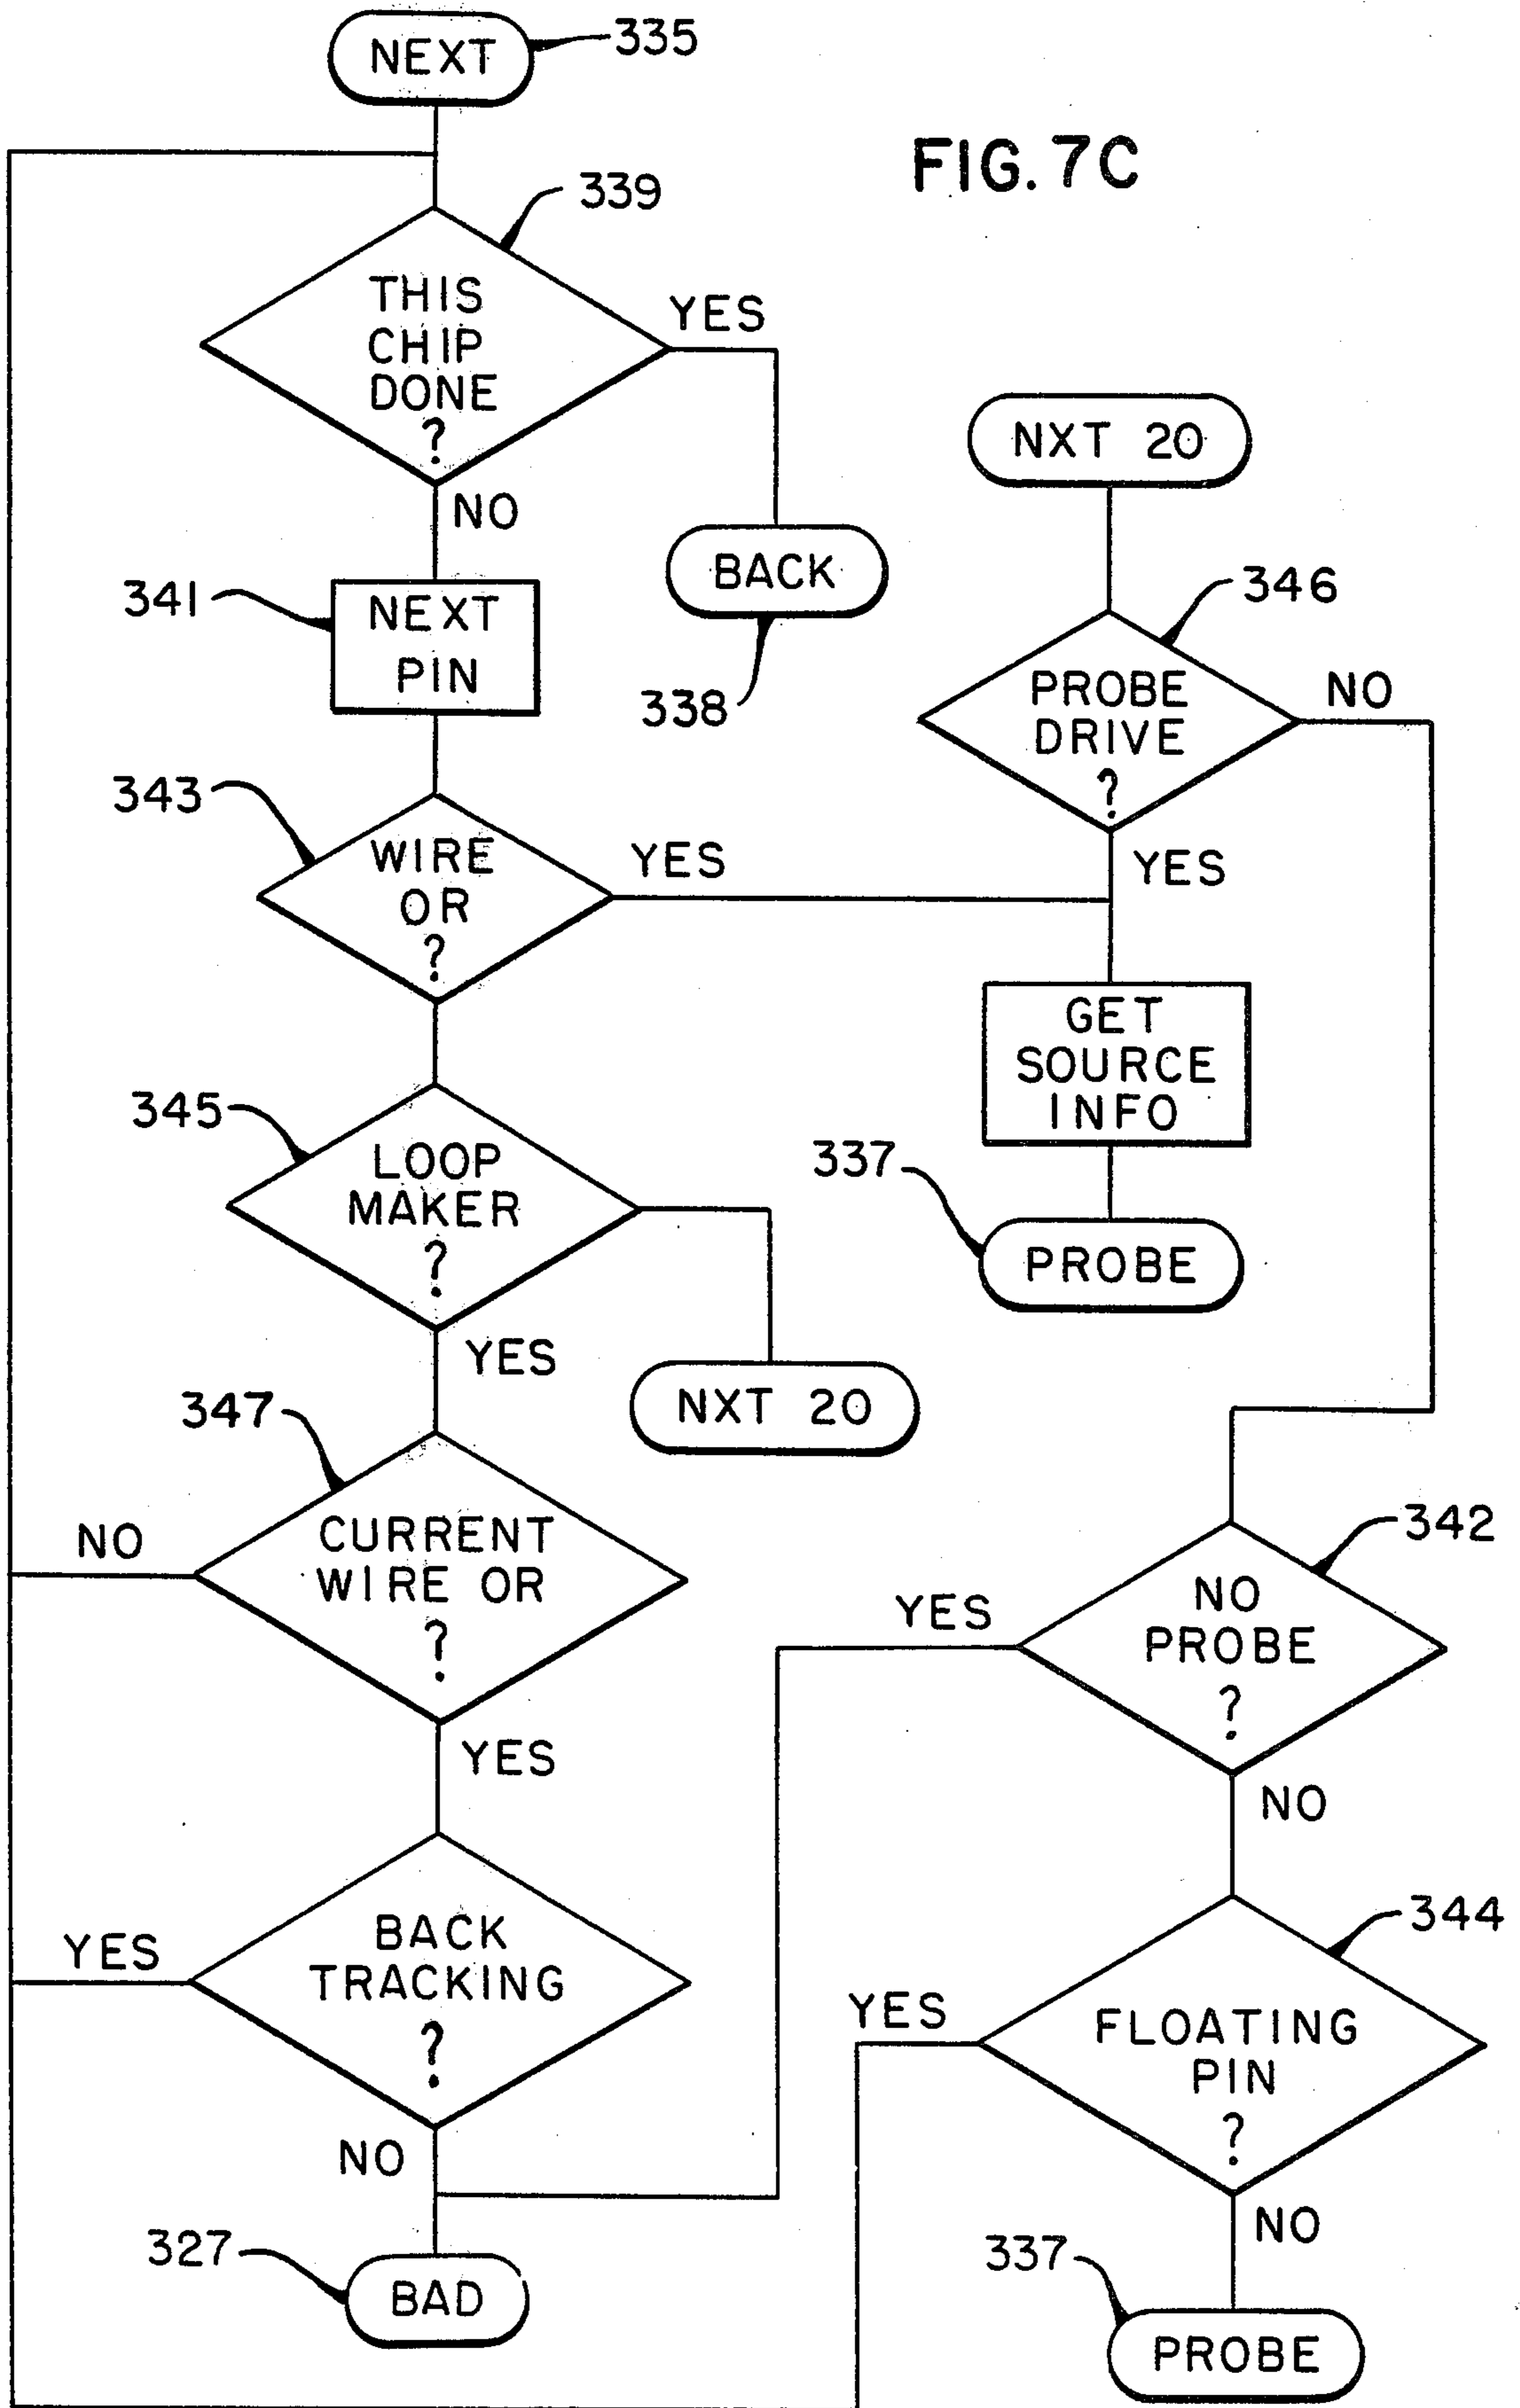 NEXT
335
FIG. 7C
339
THIS
CHIP
DONE
?
YES
NO
BACK
338
341
NEXT
PIN
343
WIRE
OR
?
YES
345
LOOP
MAKER
?
YES
NXT 20
347
CURRENT
WIRE OR
?
NO
YES
BACK
TRACKING
?
YES
NO
327
BAD
NXT 20
346
PROBE
DRIVE
?
NO
YES
GET
SOURCE
INFO
337
PROBE
342
NO
PROBE
?
YES
NO
344
FLOATING
PIN
?
YES
NO
337
PROBE